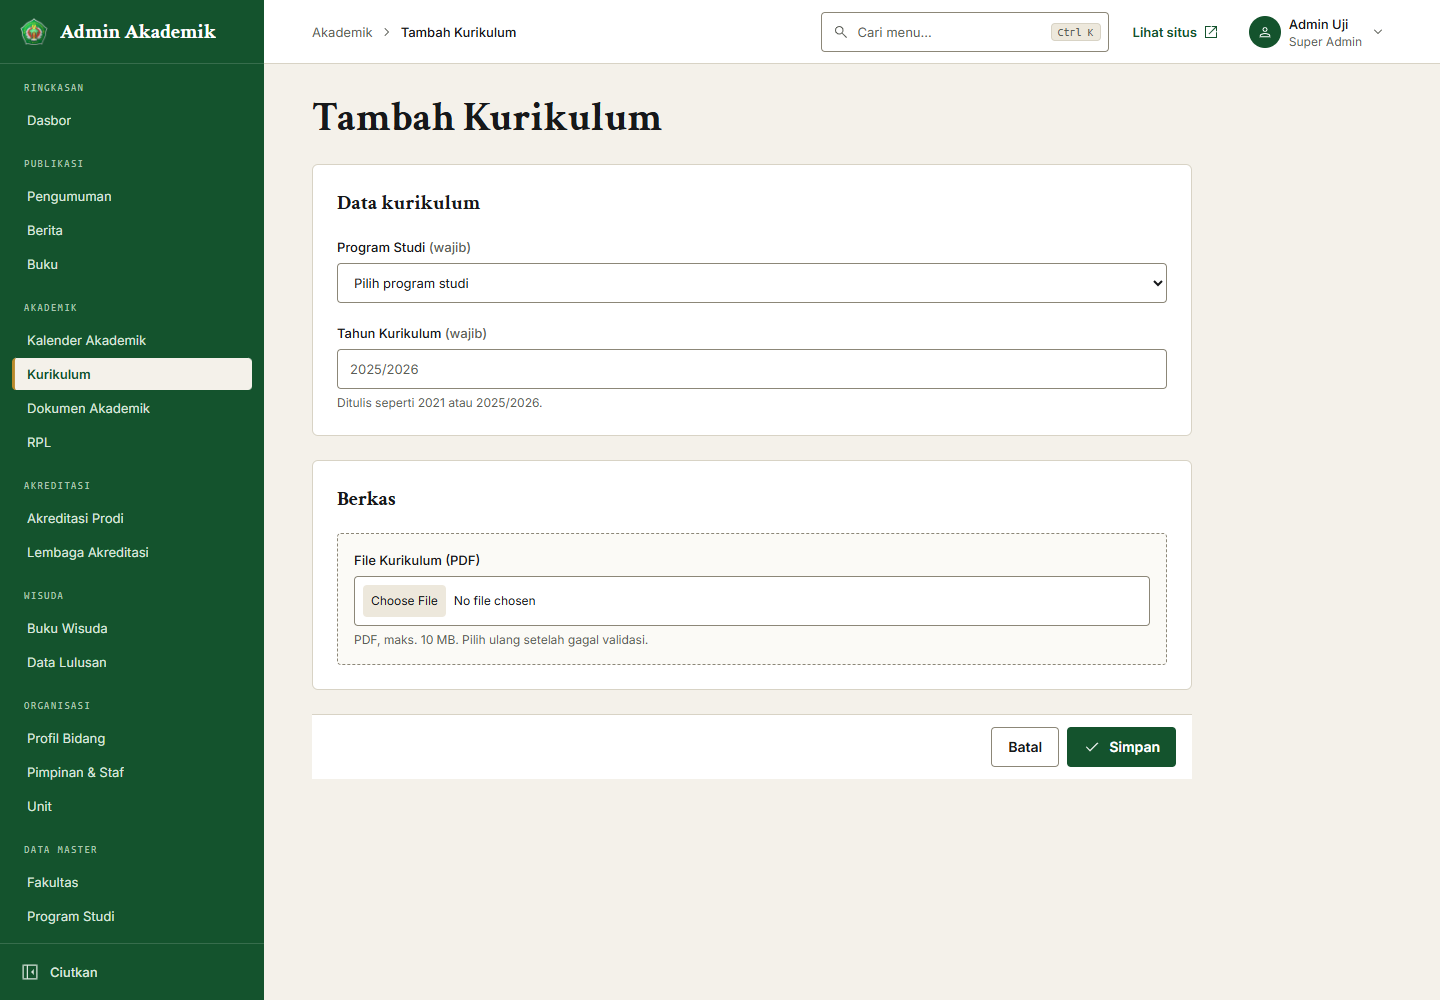 Admin Akademik
Akademik
Tambah Kurikulum
Cari menu...
Ctrl K
Lihat situs
Admin Uji
Super Admin
RINGKASAN
Dasbor
PUBLIKASI
Pengumuman
Berita
Buku
AKADEMIK
Kalender Akademik
Kurikulum
Dokumen Akademik
RPL
AKREDITASI
Akreditasi Prodi
Lembaga Akreditasi
WISUDA
Buku Wisuda
Data Lulusan
ORGANISASI
Profil Bidang
Pimpinan & Staf
Unit
DATA MASTER
Fakultas
Program Studi
Ciutkan
Tambah Kurikulum
Data kurikulum
Program Studi (wajib)
Pilih program studi
Tahun Kurikulum (wajib)
2025/2026
Ditulis seperti 2021 atau 2025/2026.
Berkas
File Kurikulum (PDF)
Choose File No file chosen
PDF, maks. 10 MB. Pilih ulang setelah gagal validasi.
Batal
Simpan